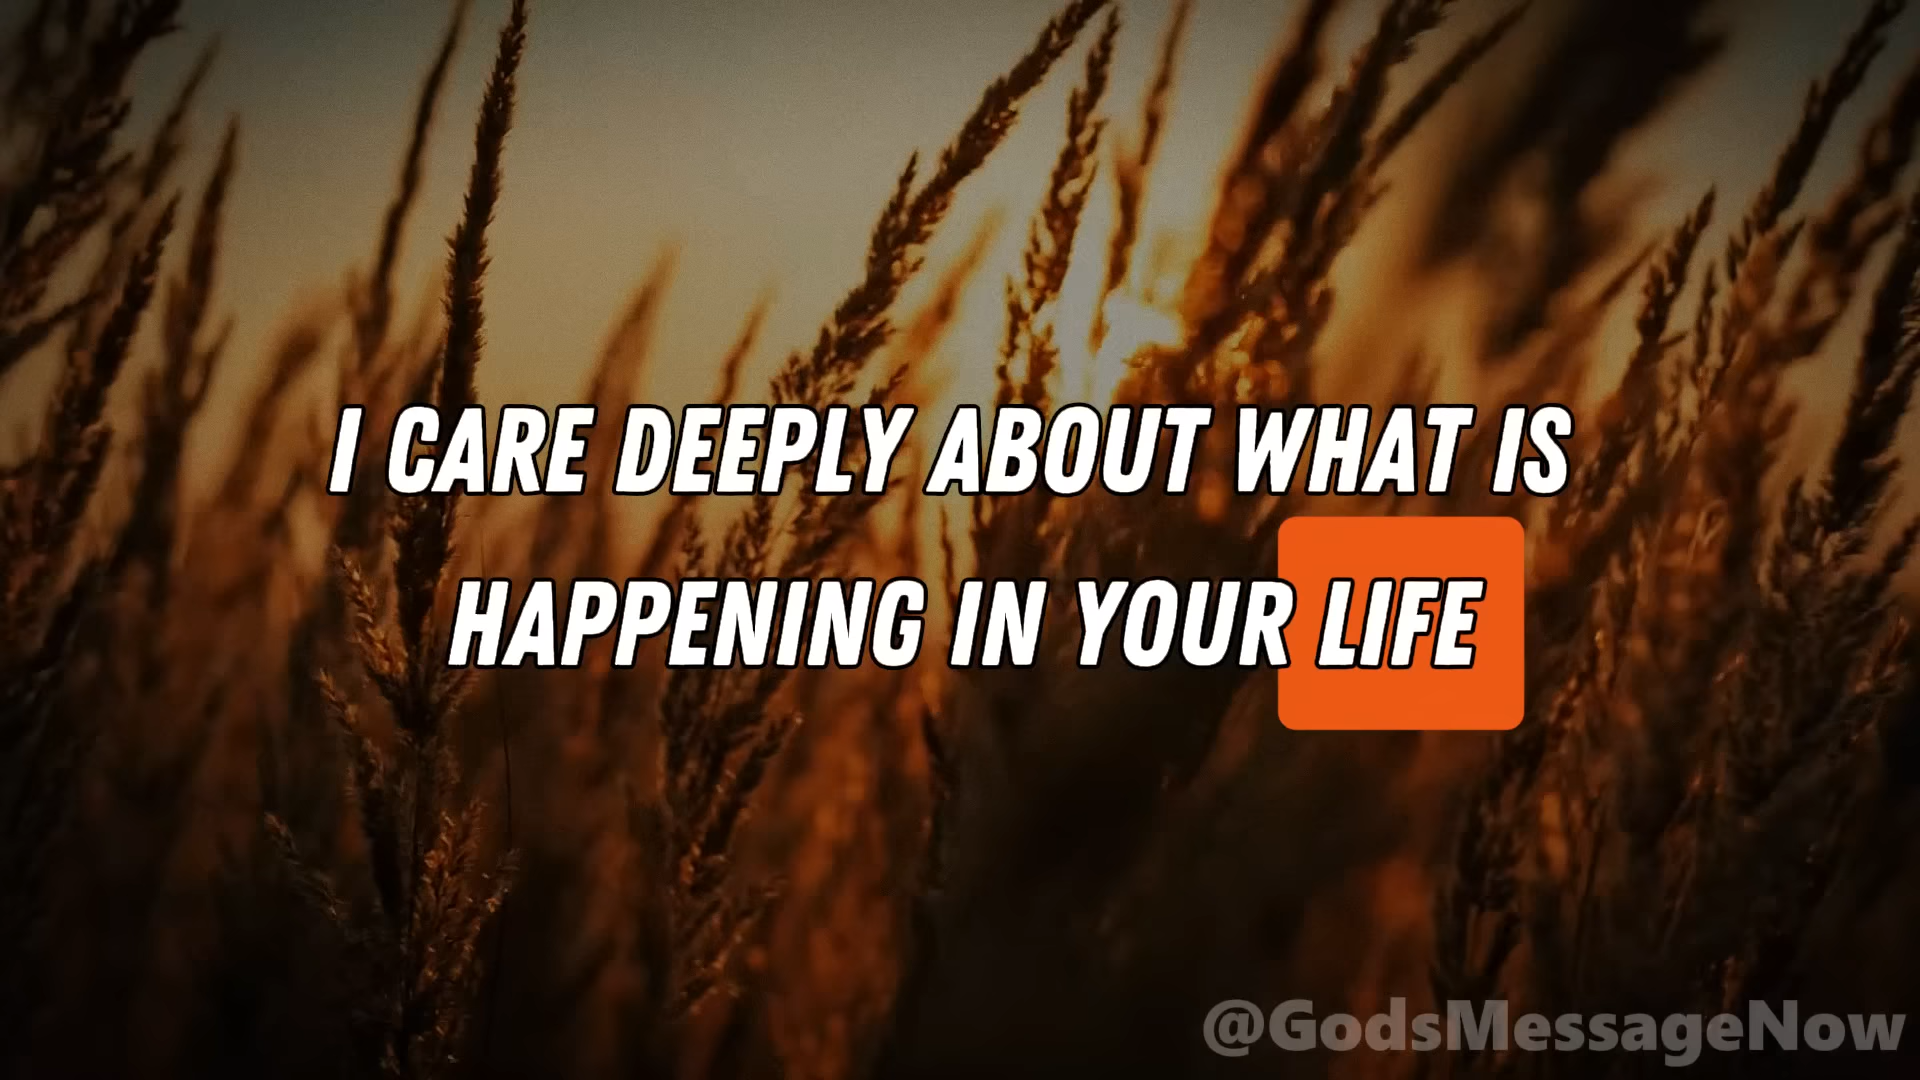 I CARE DEEPLY ABOUT WHAT IS
HAPPENING IN YOUR LIFE
@GodsMessageNow